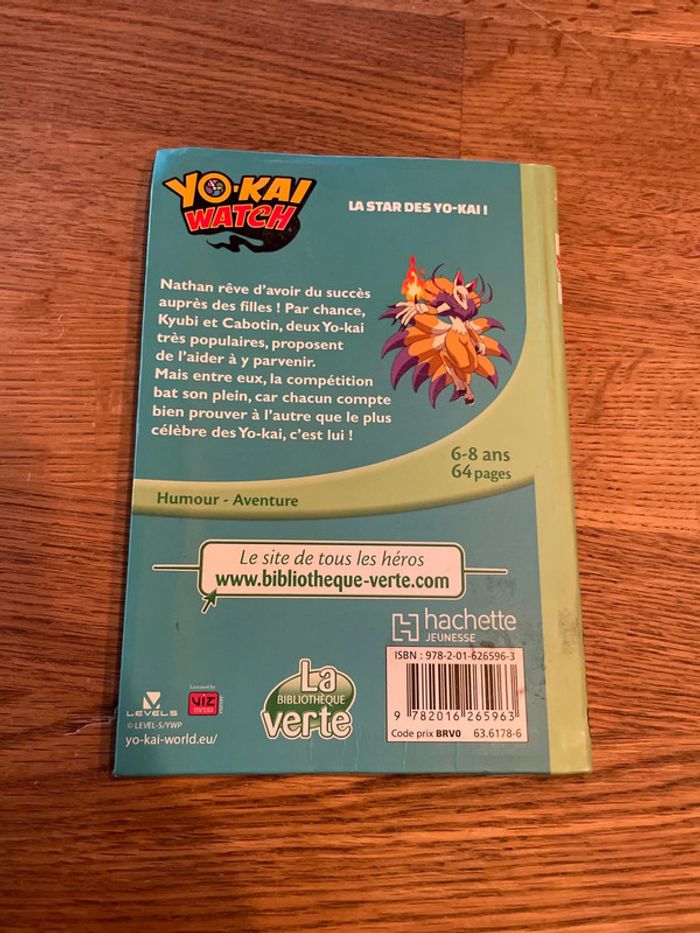 YO-KAI
WATCH
LA STAR DES YO-KAI !
Nathan rêve d'avoir du succès
auprès des filles ! Par chance,
Kyubi et Cabotin, deux Yo-kai
très populaires, proposent
de l'aider à y parvenir.
Mais entre eux, la compétition
bat son plein, car chacun compte
bien prouver à l'autre que le plus
célèbre des Yo-kai, c'est lui !
6-8 ans
64 pages
Humour - Aventure
Le site de tous les héros
www.bibliotheque-verte.com
hachette
JEUNESSE
ISBN : 978-2-01-626596-3
9 782016 265963
Code prix BRV0 63.6178-6
La
BIBLIOTHÈQUE
verte
LEVEL5
© LEVEL-5/YWP
Licensed by
VIZ
media
yo-kai-world.eu/